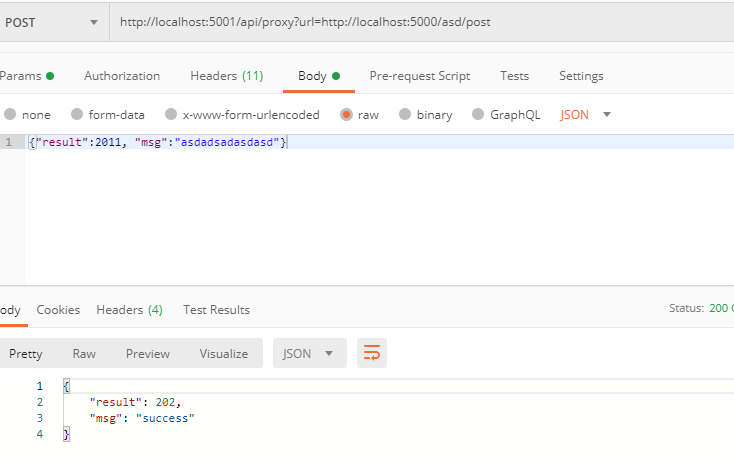 POST http://localhost:5001/api/proxy?url=http://localhost:5000/asd/post
Params Authorization Headers (11) Body Pre-request Script Tests Settings
none form-data x-www-form-urlencoded raw binary GraphQL JSON
1 {"result":2011, "msg":"asdadsadasdasd"}
ody Cookies Headers (4) Test Results Status: 200 O
Pretty Raw Preview Visualize JSON
1 {
2 "result": 202,
3 "msg": "success"
4 }